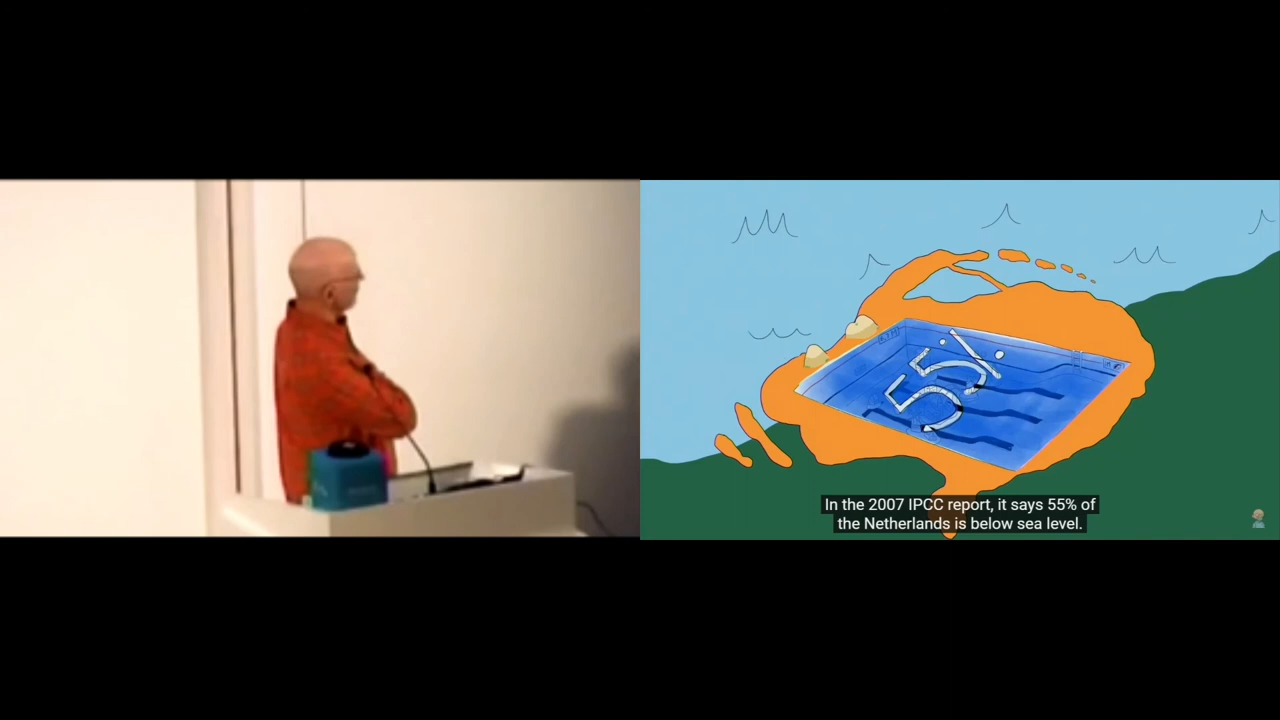 55%
In the 2007 IPCC report, it says 55% of
the Netherlands is below sea level.